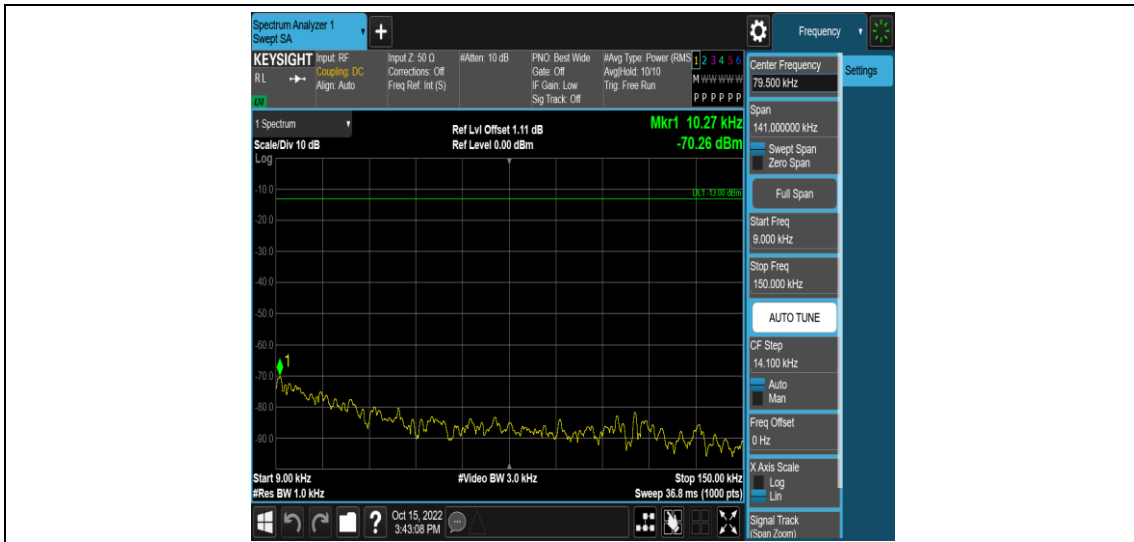 Spectrum Analyzer 1
Swept SA
+
Frequency
KEYSIGHT
RL
Input: RF
Coupling: DC
Align: Auto
Input Z: 50 Ω
Corrections: Off
Freq Ref: Int (S)
#Atten: 10 dB
PNO: Best Wide
Gate: Off
IF Gain: Low
Sig Track: Off
#Avg Type: Power (RMS
Avg|Hold: 10/10
Trig: Free Run
1 2 3 4 5 6
M W W W W W
P P P P P P
1 Spectrum
Scale/Div 10 dB
Log
Ref Lvl Offset 1.11 dB
Ref Level 0.00 dBm
Mkr1 10.27 kHz
-70.26 dBm
DL1 -13.00 dBm
-10.0
-20.0
-30.0
-40.0
-50.0
-60.0
-70.0
-80.0
-90.0
1
Start 9.00 kHz
#Res BW 1.0 kHz
#Video BW 3.0 kHz
Stop 150.00 kHz
Sweep 36.8 ms (1000 pts)
?
Oct 15, 2022
3:43:08 PM
Center Frequency
79.500 kHz
Settings
Span
141.000000 kHz
Swept Span
Zero Span
Full Span
Start Freq
9.000 kHz
Stop Freq
150.000 kHz
AUTO TUNE
CF Step
14.100 kHz
Auto
Man
Freq Offset
0 Hz
X Axis Scale
Log
Lin
Signal Track
(Span Zoom)